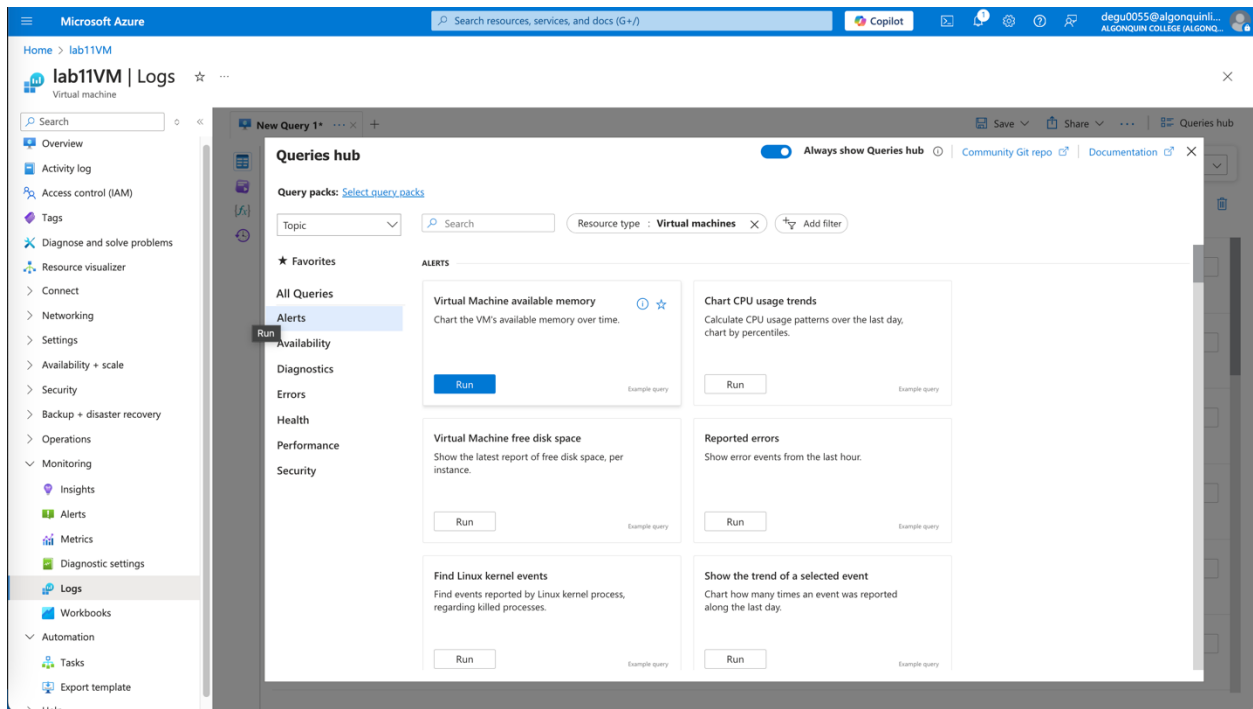 Microsoft Azure
Search resources, services, and docs (G+/)
Copilot
1
degu0055@algonquinli...
ALGONQUIN COLLEGE (ALGONQ...
Home > lab11VM
lab11VM | Logs
Virtual machine
Search
Overview
Activity log
Access control (IAM)
Tags
Diagnose and solve problems
Resource visualizer
Connect
Networking
Settings
Availability + scale
Security
Backup + disaster recovery
Operations
Monitoring
Insights
Alerts
Metrics
Diagnostic settings
Logs
Workbooks
Automation
Tasks
Export template
New Query 1*
Save
Share
Queries hub
Queries hub
Always show Queries hub
Community Git repo
Documentation
Query packs: Select query packs
Topic
Search
Resource type : Virtual machines
Add filter
Favorites
All Queries
Alerts
Run
Availability
Diagnostics
Errors
Health
Performance
Security
ALERTS
Virtual Machine available memory
Chart the VM's available memory over time.
Run
Example query
Chart CPU usage trends
Calculate CPU usage patterns over the last day,
chart by percentiles.
Run
Example query
Virtual Machine free disk space
Show the latest report of free disk space, per
instance.
Run
Example query
Reported errors
Show error events from the last hour.
Run
Example query
Find Linux kernel events
Find events reported by Linux kernel process,
regarding killed processes.
Run
Example query
Show the trend of a selected event
Chart how many times an event was reported
along the last day.
Run
Example query